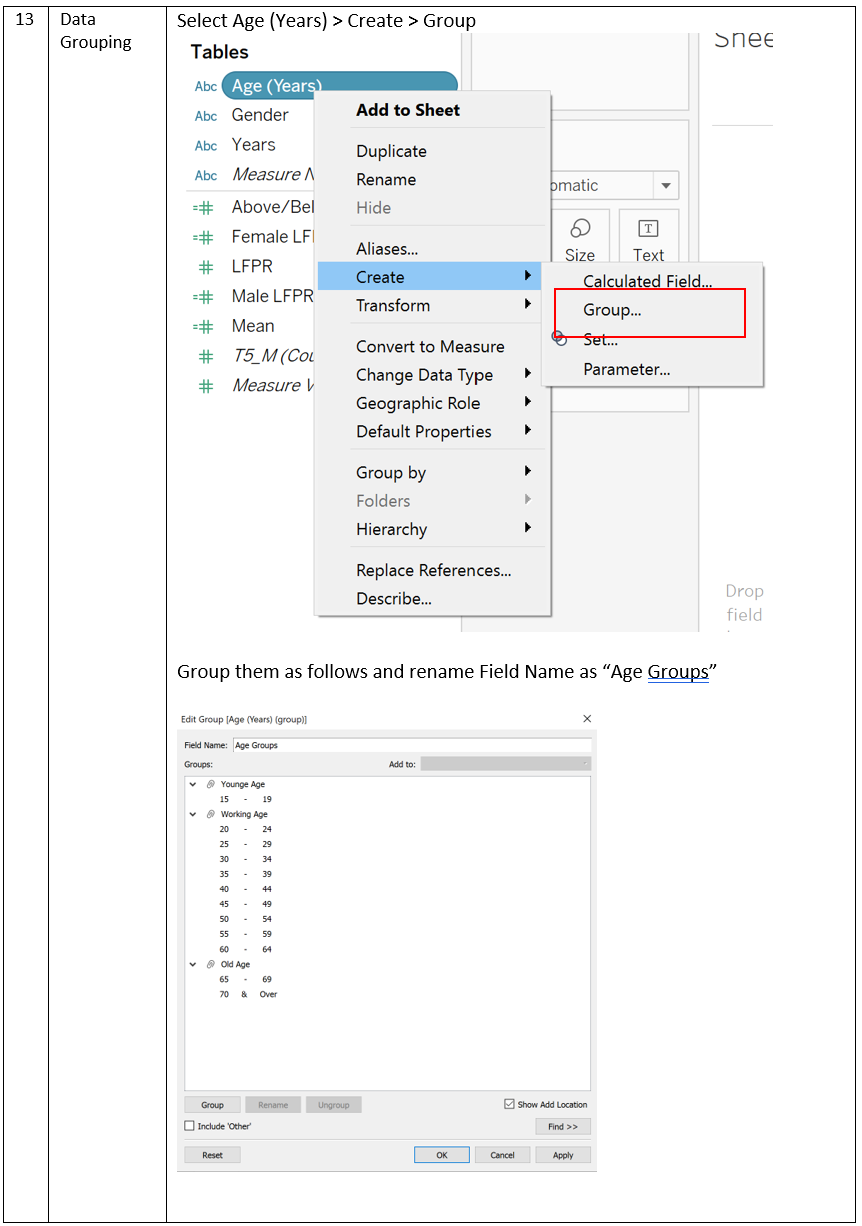 13
Data
Grouping
Select Age (Years) > Create > Group
Tables
Abc Age (Years)
Abc Gender
Abc Years
Abc Measure N
=# Above/Bel
=# Female LF
# LFPR
=# Male LFPR
=# Mean
# T5_M (Cou
# Measure V
Add to Sheet
Duplicate
Rename
Hide
Aliases...
Create
Transform
Convert to Measure
Change Data Type
Geographic Role
Default Properties
Group by
Folders
Hierarchy
Replace References...
Describe...
Shee
omatic
Size
T
Text
Calculated Field...
Group...
Set...
Parameter...
Drop
field
Group them as follows and rename Field Name as “Age Groups”
Edit Group [Age (Years) (group)]
Field Name: Age Groups
Groups: Add to:
Younge Age
15 - 19
Working Age
20 - 24
25 - 29
30 - 34
35 - 39
40 - 44
45 - 49
50 - 54
55 - 59
60 - 64
Old Age
65 - 69
70 & Over
Group Rename Ungroup Show Add Location
Include 'Other' Find >>
Reset OK Cancel Apply